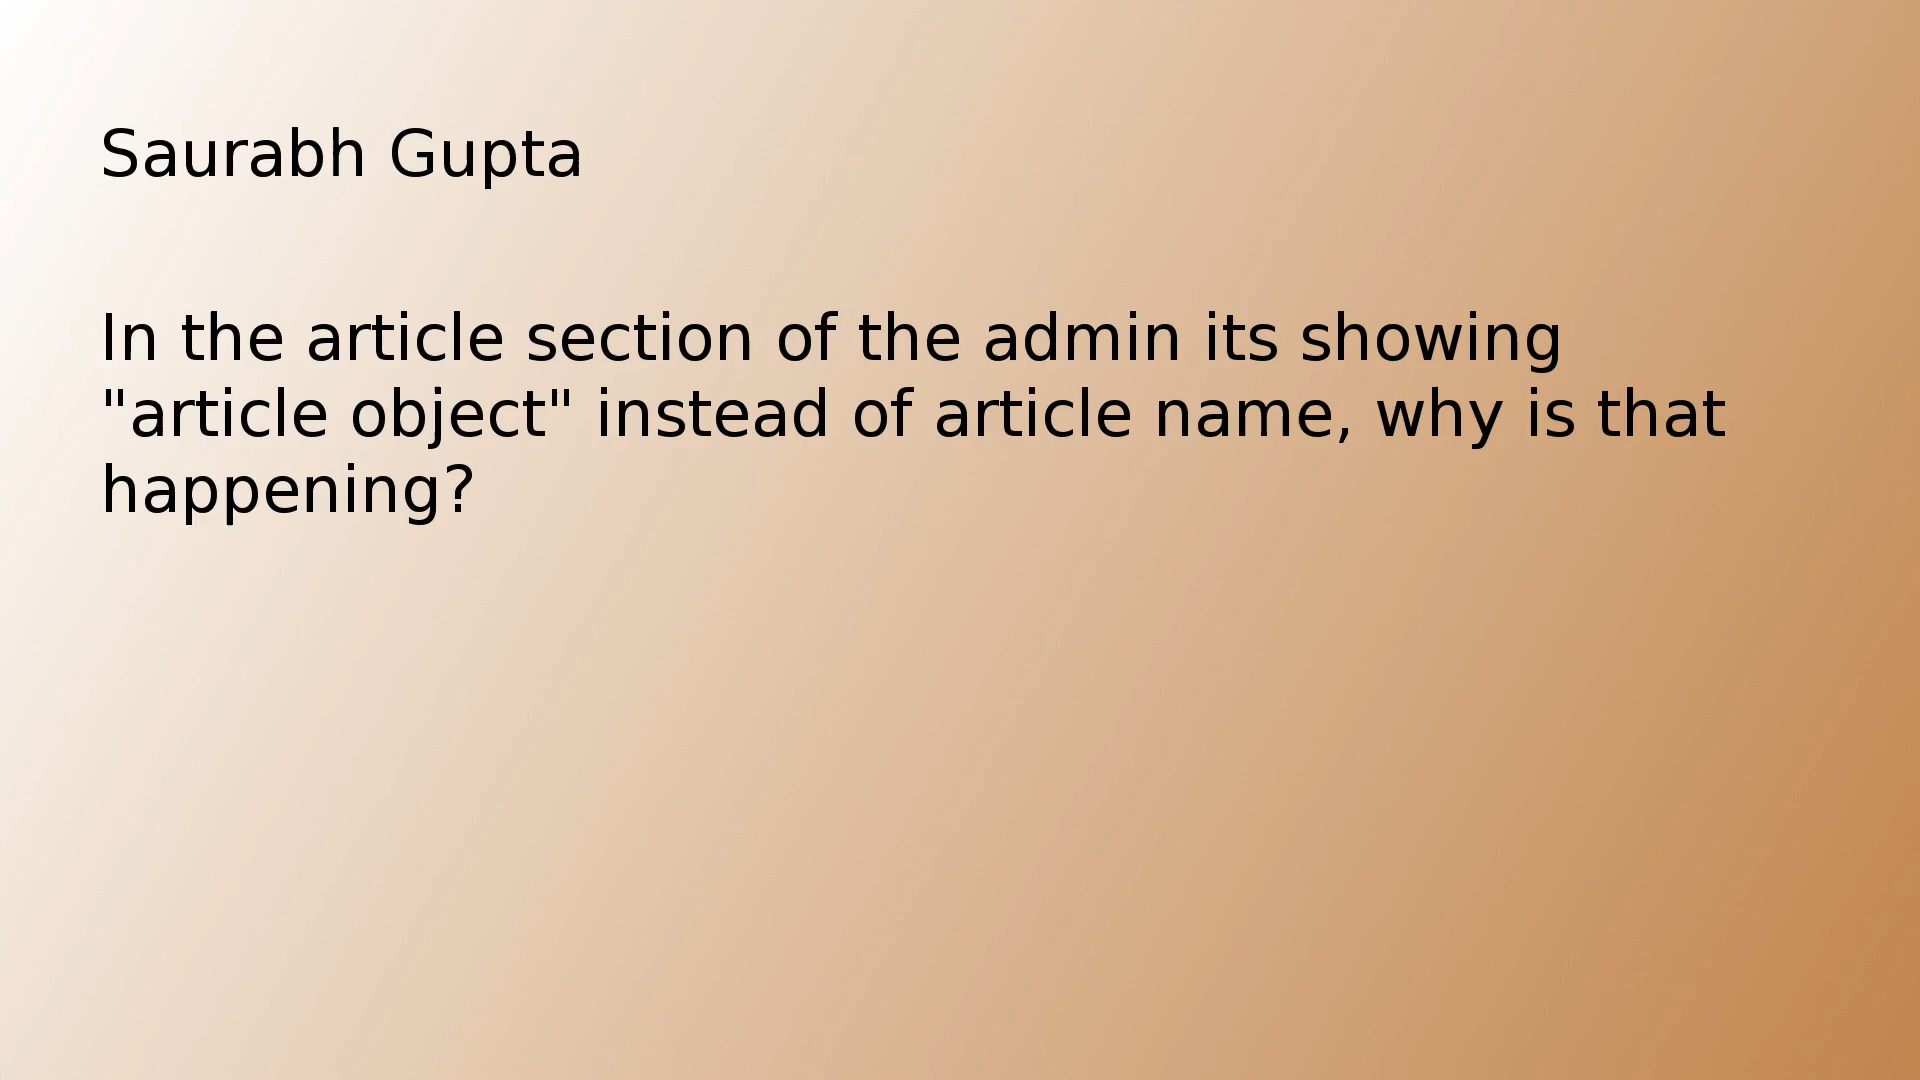 Saurabh Gupta
In the article section of the admin its showing
"article object" instead of article name, why is that
happening?